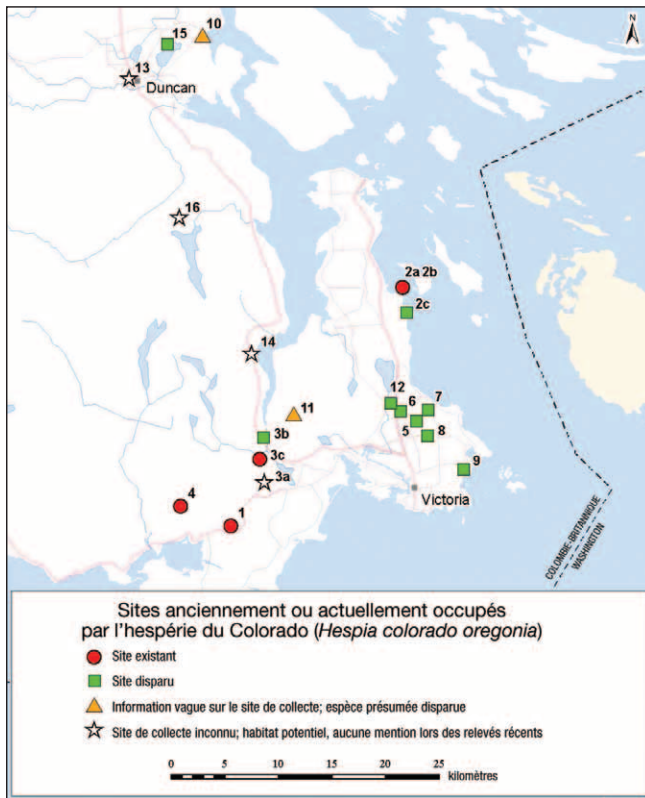 N
10
15
13
Duncan
16
2a 2b
2c
14
12
6
7
11
5
8
3b
3c
9
3a
4
Victoria
1
COLOMBIE-BRITANNIQUE
WASHINGTON
Sites anciennement ou actuellement occupés
par l'hespérie du Colorado (Hespia colorado oregonia)
Site existant
Site disparu
Information vague sur le site de collecte; espèce présumée disparue
Site de collecte inconnu; habitat potentiel, aucune mention lors des relevés récents
0 5 10 15 20 25
kilomètres